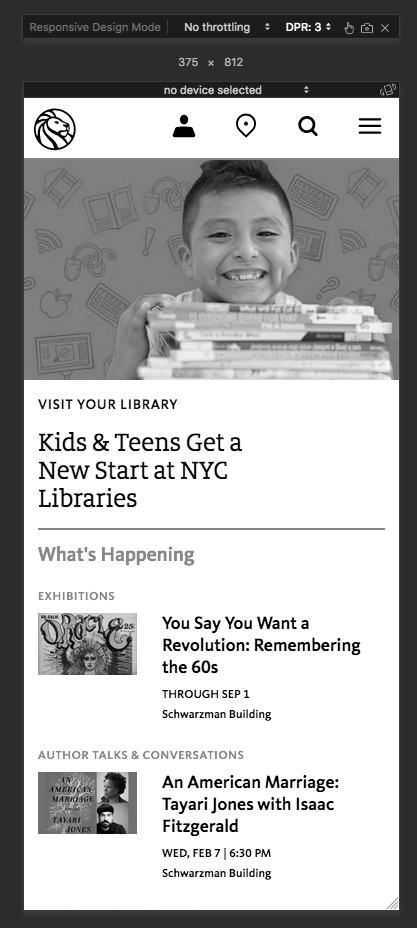 Responsive Design Mode No throttling DPR: 3
375 × 812
no device selected
VISIT YOUR LIBRARY
Kids & Teens Get a
New Start at NYC
Libraries
What's Happening
EXHIBITIONS
ORACLE
25¢
You Say You Want a
Revolution: Remembering
the 60s
THROUGH SEP 1
Schwarzman Building
AUTHOR TALKS & CONVERSATIONS
AN
AMERICAN
MARRIAGE
TAYARI
JONES
An American Marriage:
Tayari Jones with Isaac
Fitzgerald
WED, FEB 7 | 6:30 PM
Schwarzman Building